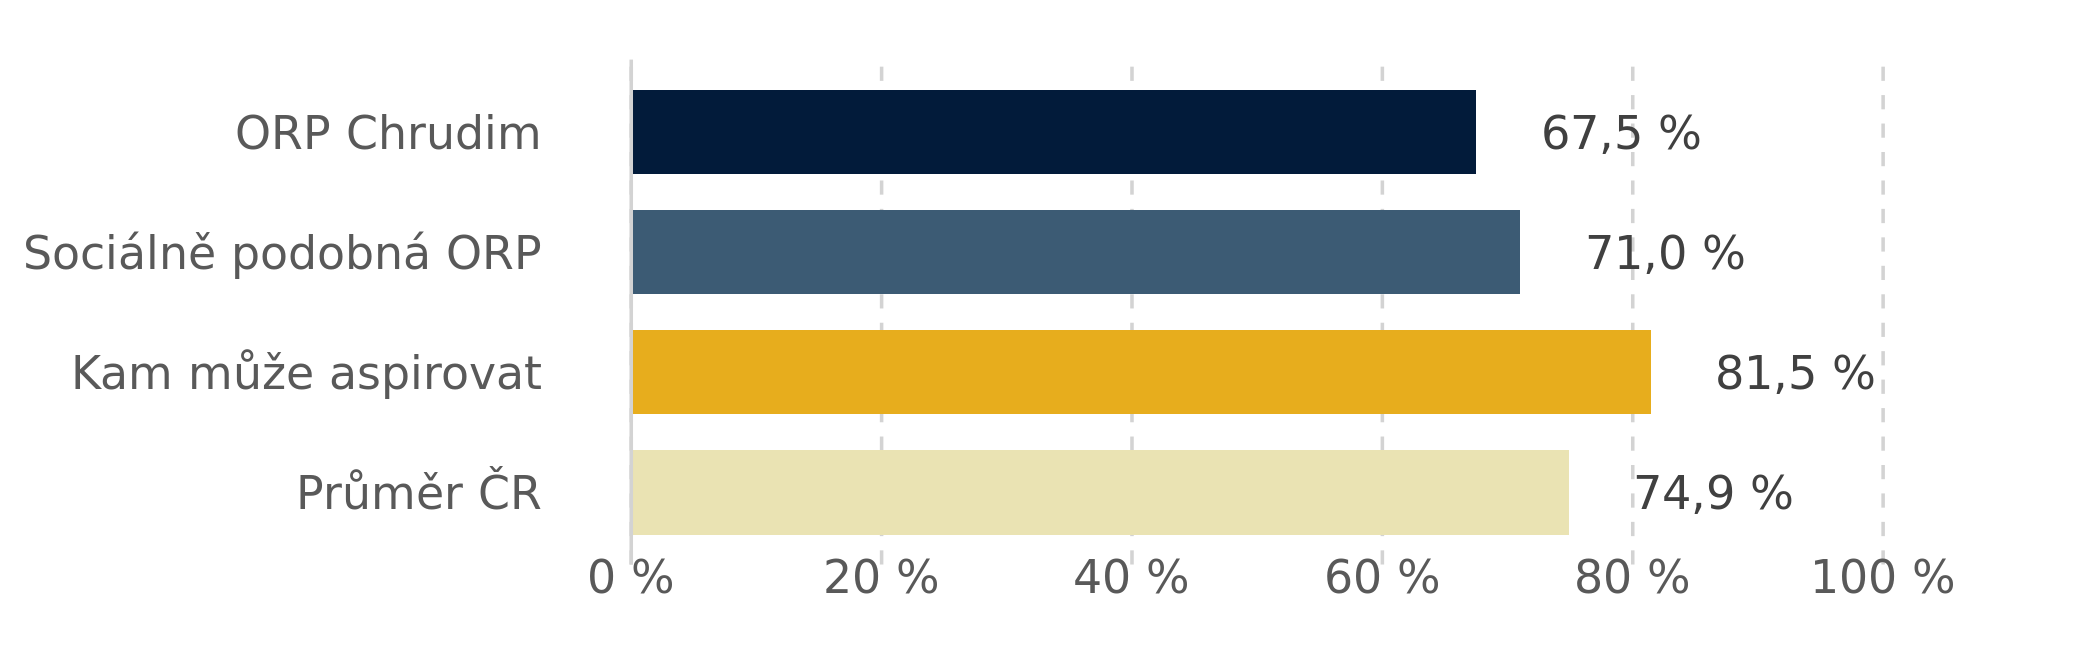 ORP Chrudim 67,5 %
Sociálně podobná ORP 71,0 %
Kam může aspirovat 81,5 %
Průměr ČR 74,9 %
0 % 20 % 40 % 60 % 80 % 100 %